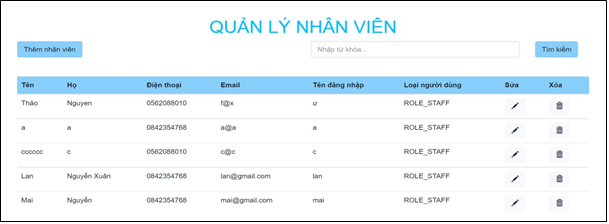 QUẢN LÝ NHÂN VIÊN
Thêm nhân viên Nhập từ khóa... Tìm kiếm
Tên Họ Điện thoại Email Tên đăng nhập Loại người dùng Sửa Xóa
Thảo Nguyen 0562088010 f@x ư ROLE_STAFF
a a 0842354768 a@a a ROLE_STAFF
cccccc c 0562088010 c@c c ROLE_STAFF
Lan Nguyễn Xuân 0842354768 lan@gmail.com lan ROLE_STAFF
Mai Nguyễn 0842354768 mai@gmail.com mai ROLE_STAFF